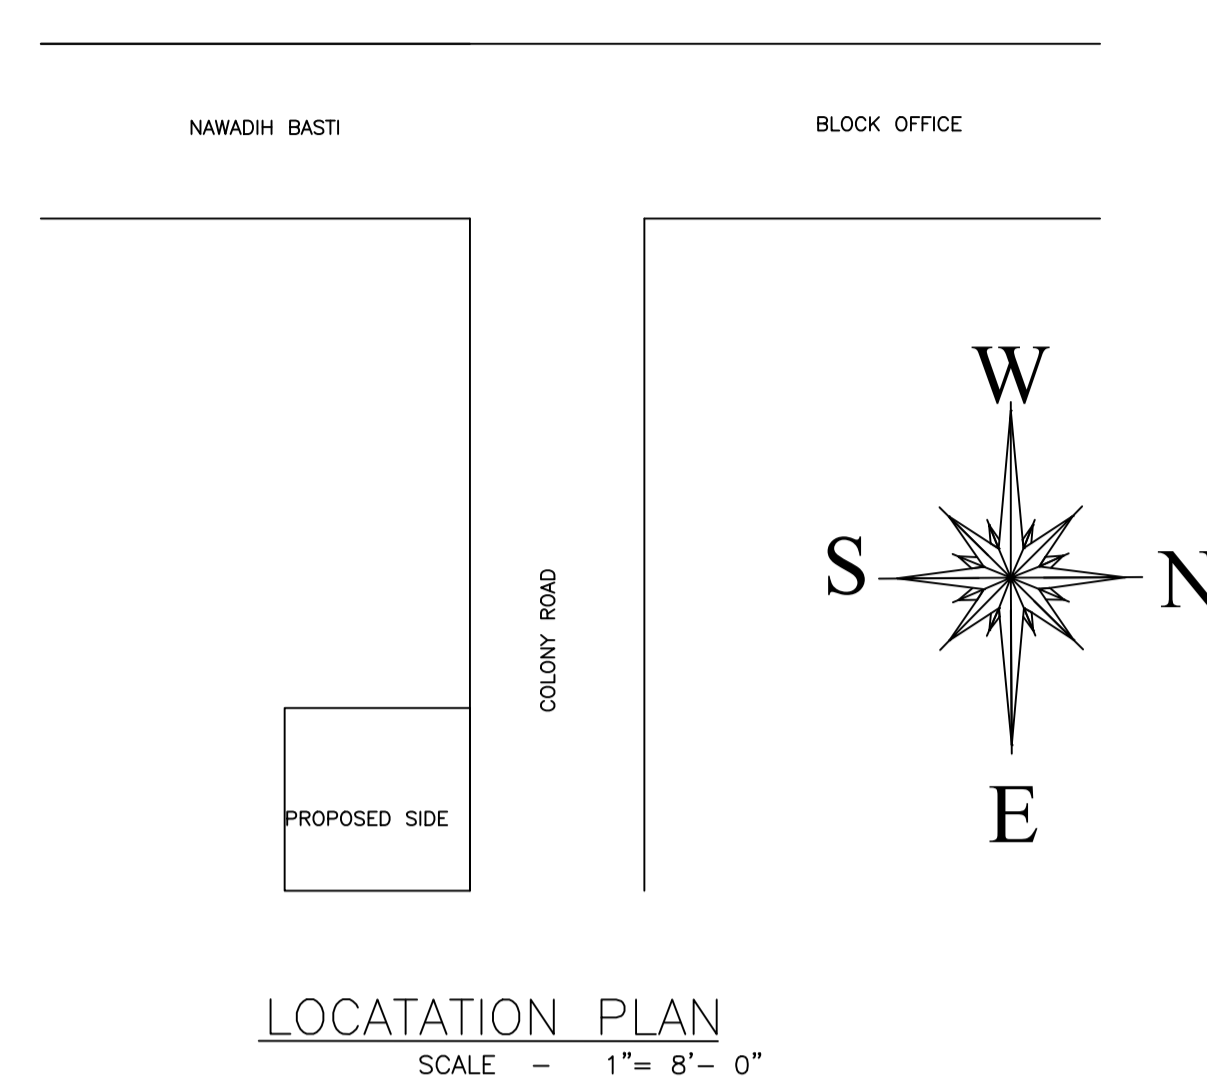 NAWADIH BASTI
BLOCK OFFICE
W
S
N
COLONY ROAD
E
PROPOSED SIDE
LOCATATION PLAN
SCALE - 1"= 8'- 0"